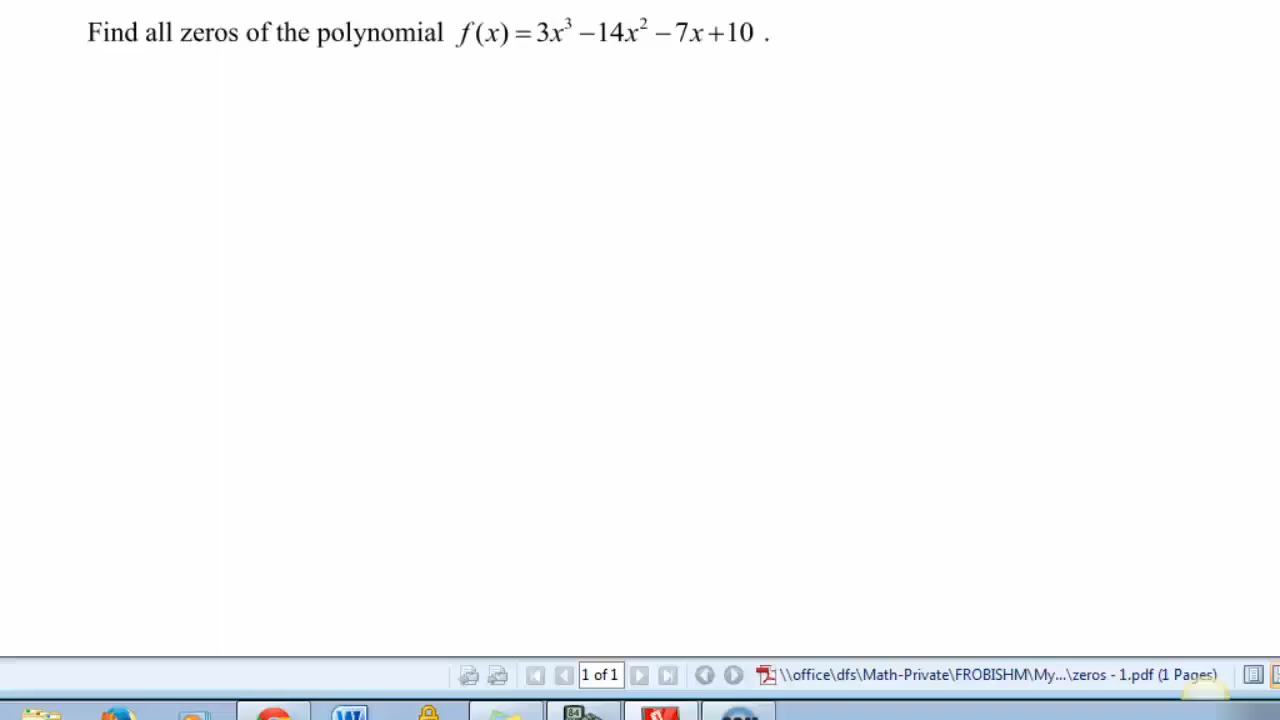 Find all zeros of the polynomial f(x) = 3x³ − 14x² − 7x + 10 .
1 of 1 \\office\dfs\Math-Private\FROBISHM\My...\zeros - 1.pdf (1 Pages)
84
W